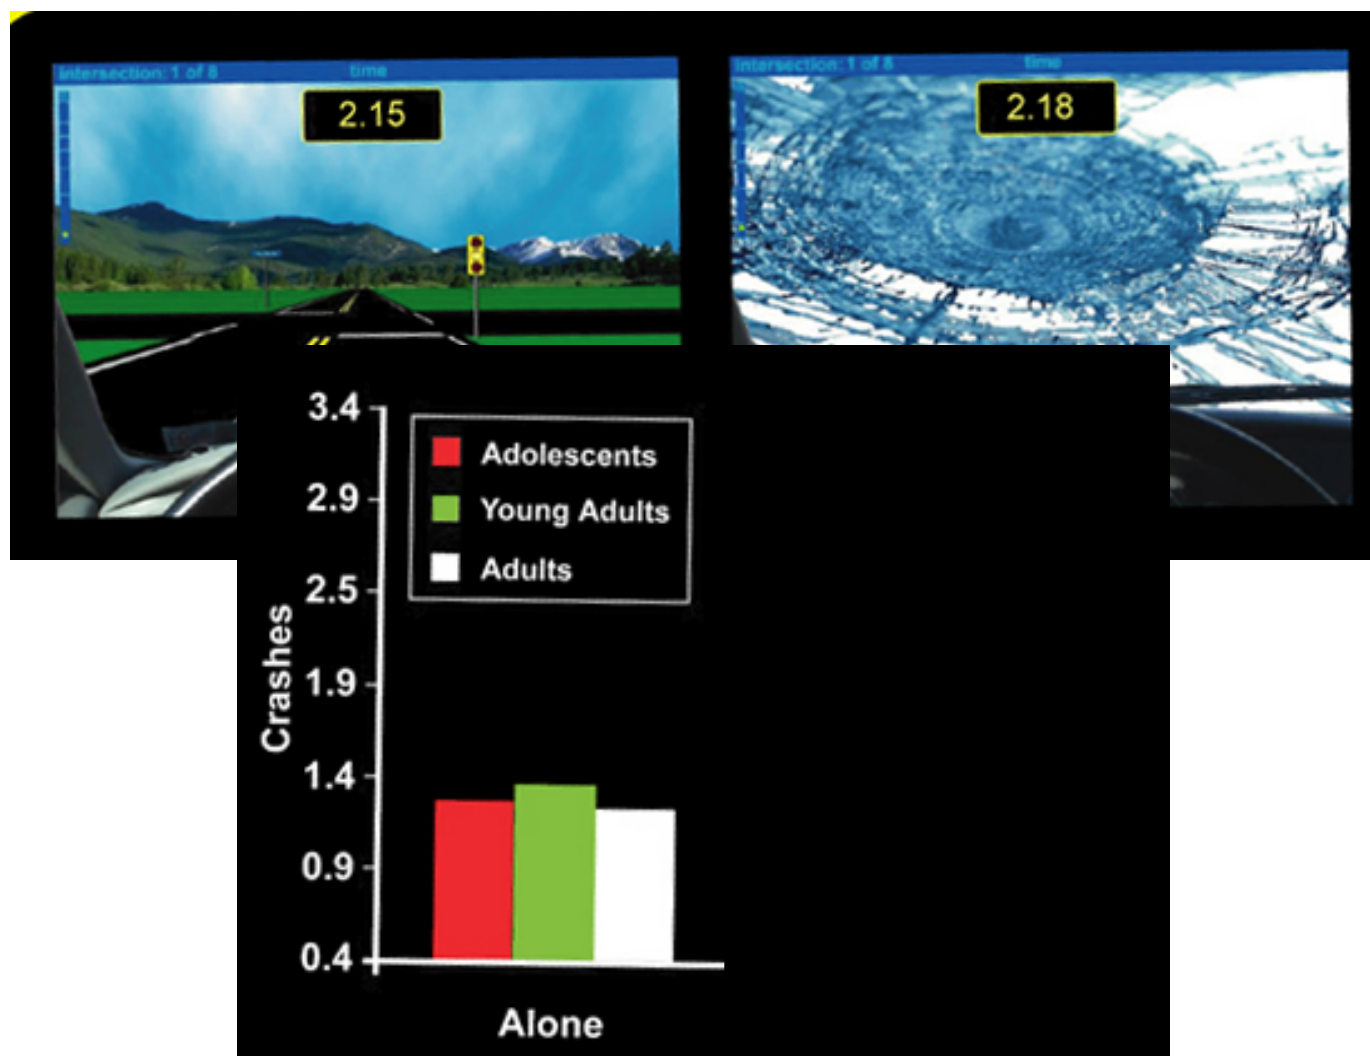 Intersection: 1 of 8
time
2.15
Intersection: 1 of 8
time
2.18
3.4
2.9
2.5
1.9
1.4
0.9
0.4
Crashes
Adolescents
Young Adults
Adults
Alone